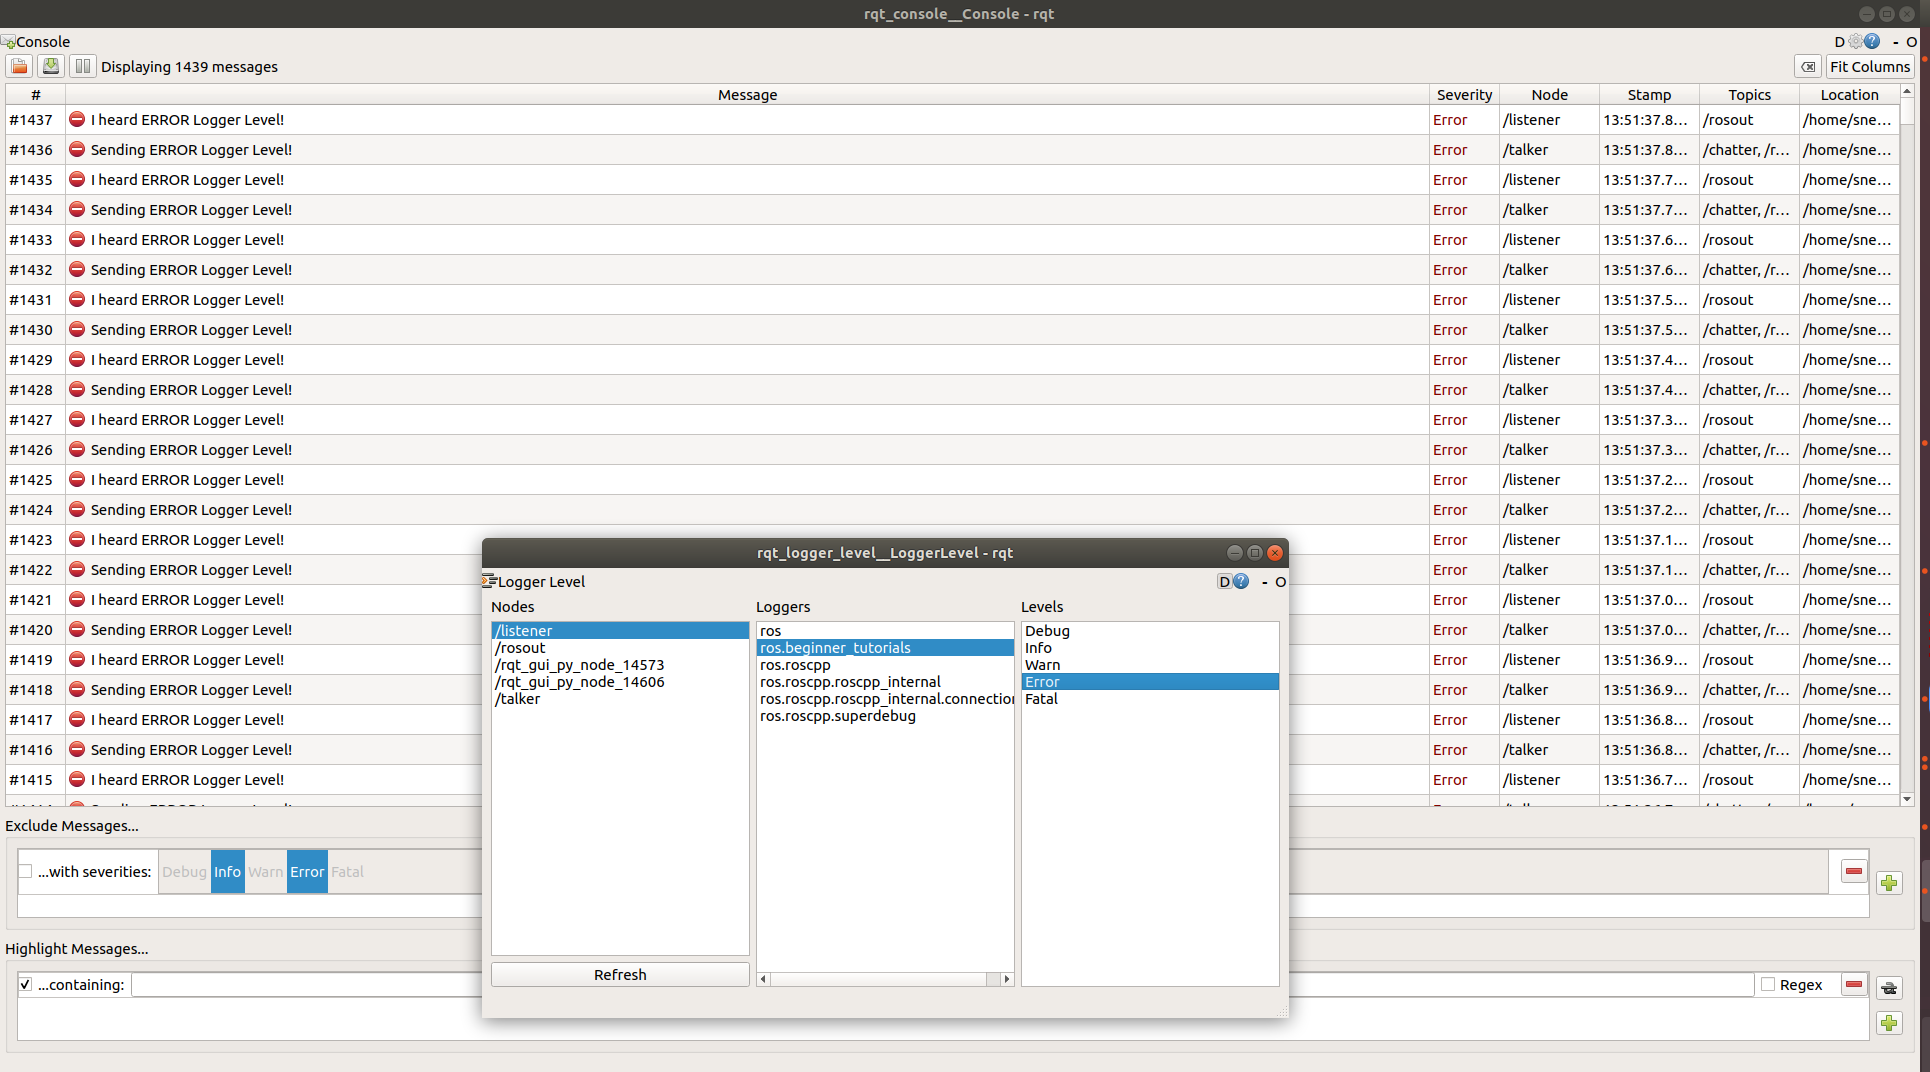 rqt_console__Console - rqt
Console D - O
Displaying 1439 messages Fit Columns
# Message Severity Node Stamp Topics Location
#1437 I heard ERROR Logger Level! Error /listener 13:51:37.8... /rosout /home/sne...
#1436 Sending ERROR Logger Level! Error /talker 13:51:37.8... /chatter, /r... /home/sne...
#1435 I heard ERROR Logger Level! Error /listener 13:51:37.7... /rosout /home/sne...
#1434 Sending ERROR Logger Level! Error /talker 13:51:37.7... /chatter, /r... /home/sne...
#1433 I heard ERROR Logger Level! Error /listener 13:51:37.6... /rosout /home/sne...
#1432 Sending ERROR Logger Level! Error /talker 13:51:37.6... /chatter, /r... /home/sne...
#1431 I heard ERROR Logger Level! Error /listener 13:51:37.5... /rosout /home/sne...
#1430 Sending ERROR Logger Level! Error /talker 13:51:37.5... /chatter, /r... /home/sne...
#1429 I heard ERROR Logger Level! Error /listener 13:51:37.4... /rosout /home/sne...
#1428 Sending ERROR Logger Level! Error /talker 13:51:37.4... /chatter, /r... /home/sne...
#1427 I heard ERROR Logger Level! Error /listener 13:51:37.3... /rosout /home/sne...
#1426 Sending ERROR Logger Level! Error /talker 13:51:37.3... /chatter, /r... /home/sne...
#1425 I heard ERROR Logger Level! Error /listener 13:51:37.2... /rosout /home/sne...
#1424 Sending ERROR Logger Level! Error /talker 13:51:37.2... /chatter, /r... /home/sne...
#1423 I heard ERROR Logger Level! Error /listener 13:51:37.1... /rosout /home/sne...
#1422 Sending ERROR Logger Level! Error /talker 13:51:37.1... /chatter, /r... /home/sne...
#1421 I heard ERROR Logger Level! Error /listener 13:51:37.0... /rosout /home/sne...
#1420 Sending ERROR Logger Level! Error /talker 13:51:37.0... /chatter, /r... /home/sne...
#1419 I heard ERROR Logger Level! Error /listener 13:51:36.9... /rosout /home/sne...
#1418 Sending ERROR Logger Level! Error /talker 13:51:36.9... /chatter, /r... /home/sne...
#1417 I heard ERROR Logger Level! Error /listener 13:51:36.8... /rosout /home/sne...
#1416 Sending ERROR Logger Level! Error /talker 13:51:36.8... /chatter, /r... /home/sne...
#1415 I heard ERROR Logger Level! Error /listener 13:51:36.7... /rosout /home/sne...
Exclude Messages...
...with severities: Debug Info Warn Error Fatal
Highlight Messages...
...containing: Regex
rqt_logger_level__LoggerLevel - rqt
Logger Level D ? - O
Nodes
/listener
/rosout
/rqt_gui_py_node_14573
/rqt_gui_py_node_14606
/talker
Refresh
Loggers
ros
ros.beginner_tutorials
ros.roscpp
ros.roscpp.roscpp_internal
ros.roscpp.roscpp_internal.connection
ros.roscpp.superdebug
Levels
Debug
Info
Warn
Error
Fatal